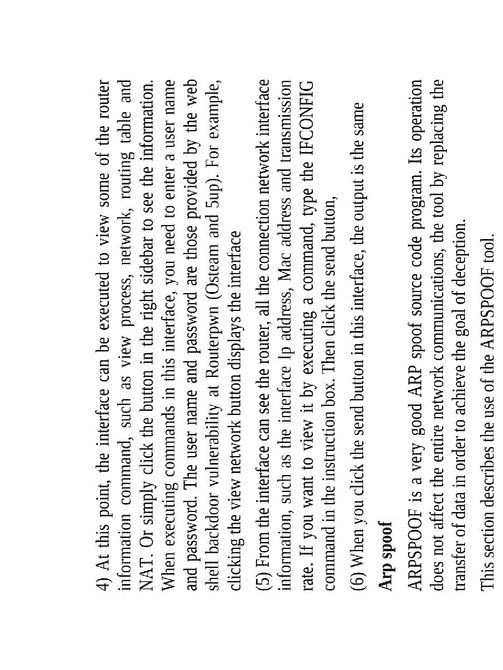 4) At this point, the interface can be executed to view some of the router
information command, such as view process, network, routing table and
NAT. Or simply click the button in the right sidebar to see the information.
When executing commands in this interface, you need to enter a user name
and password. The user name and password are those provided by the web
shell backdoor vulnerability at Routerpwn (Osteam and 5up). For example,
clicking the view network button displays the interface
(5) From the interface can see the router, all the connection network interface
information, such as the interface Ip address, Mac address and transmission
rate. If you want to view it by executing a command, type the IFCONFIG
command in the instruction box. Then click the send button,
(6) When you click the send button in this interface, the output is the same
Arp spoof
ARPSPOOF is a very good ARP spoof source code program. Its operation
does not affect the entire network communications, the tool by replacing the
transfer of data in order to achieve the goal of deception.
This section describes the use of the ARPSPOOF tool.